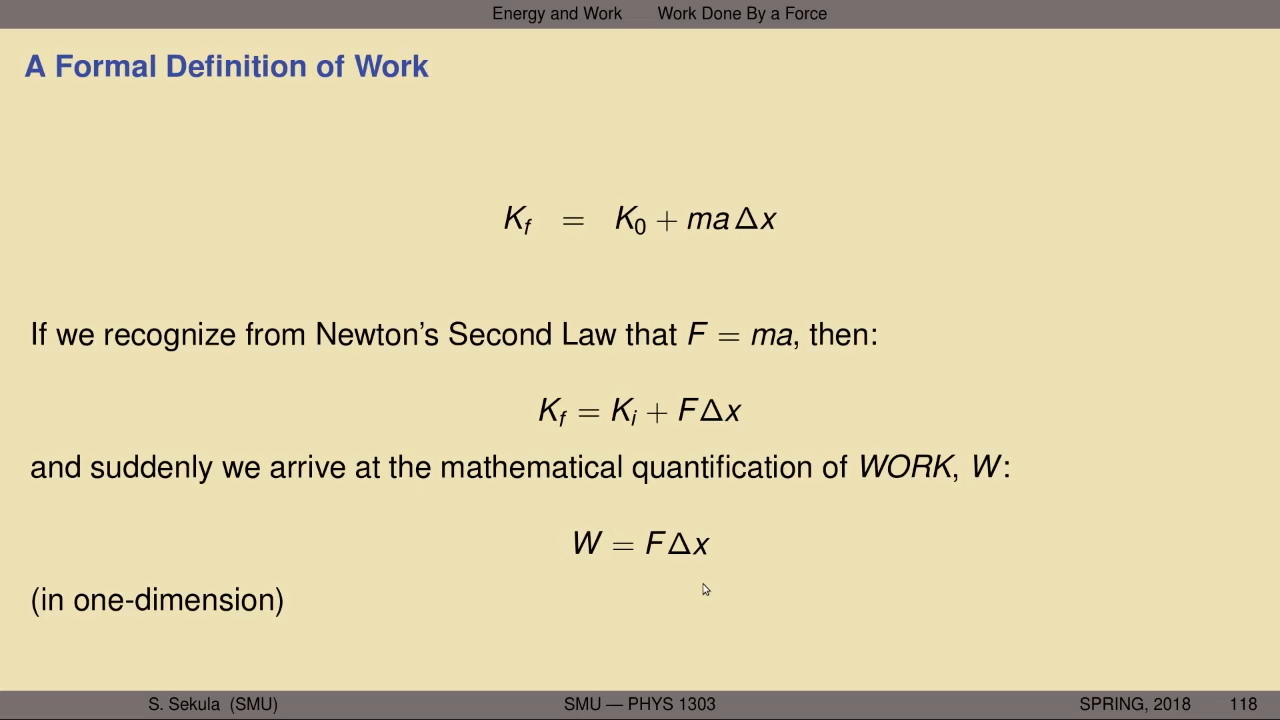 Energy and Work Work Done By a Force
A Formal Definition of Work
K_f = K_0 + ma Δx
If we recognize from Newton's Second Law that F = ma, then:
K_f = K_i + FΔx
and suddenly we arrive at the mathematical quantification of WORK, W:
W = FΔx
(in one-dimension)
S. Sekula (SMU) SMU — PHYS 1303 SPRING, 2018 118